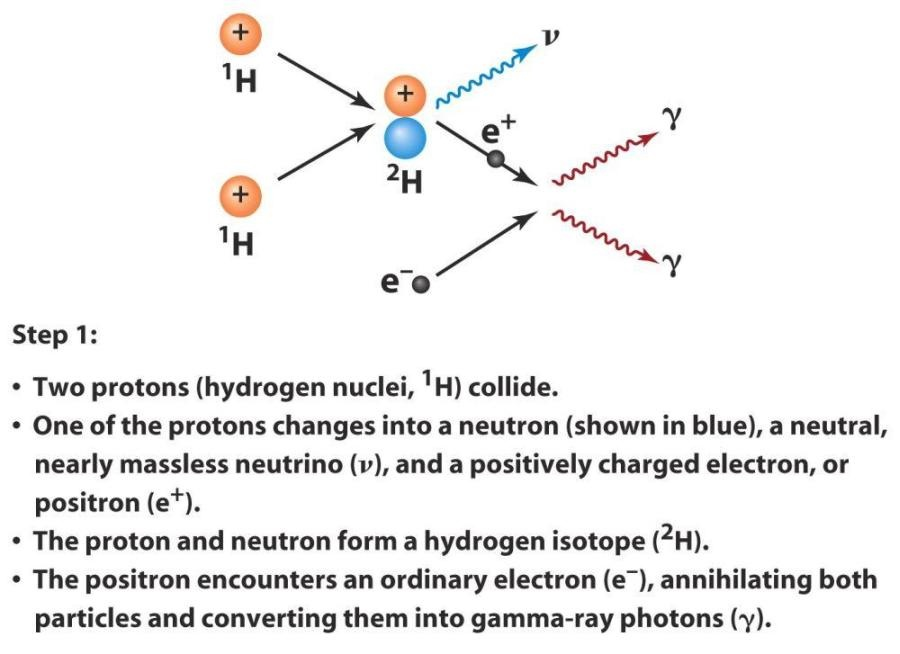 +
¹H
+
¹H
+
²H
ν
e⁺
γ
γ
e⁻
Step 1:
• Two protons (hydrogen nuclei, ¹H) collide.
• One of the protons changes into a neutron (shown in blue), a neutral,
nearly massless neutrino (ν), and a positively charged electron, or
positron (e⁺).
• The proton and neutron form a hydrogen isotope (²H).
• The positron encounters an ordinary electron (e⁻), annihilating both
particles and converting them into gamma-ray photons (γ).